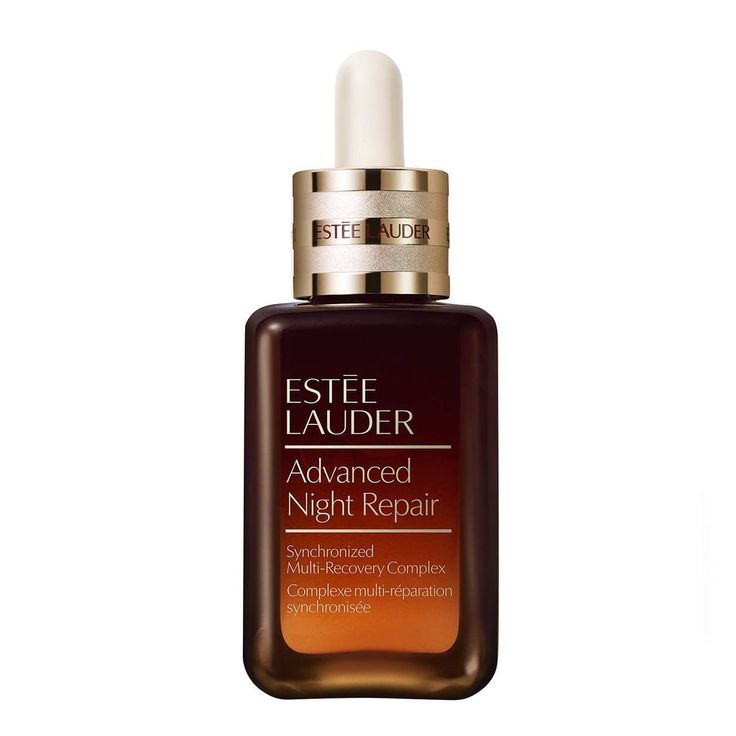 ESTĒE LAUDER
ESTĒE
LAUDER
Advanced
Night Repair
Synchronized
Multi-Recovery Complex
Complexe multi-réparation
synchronisée